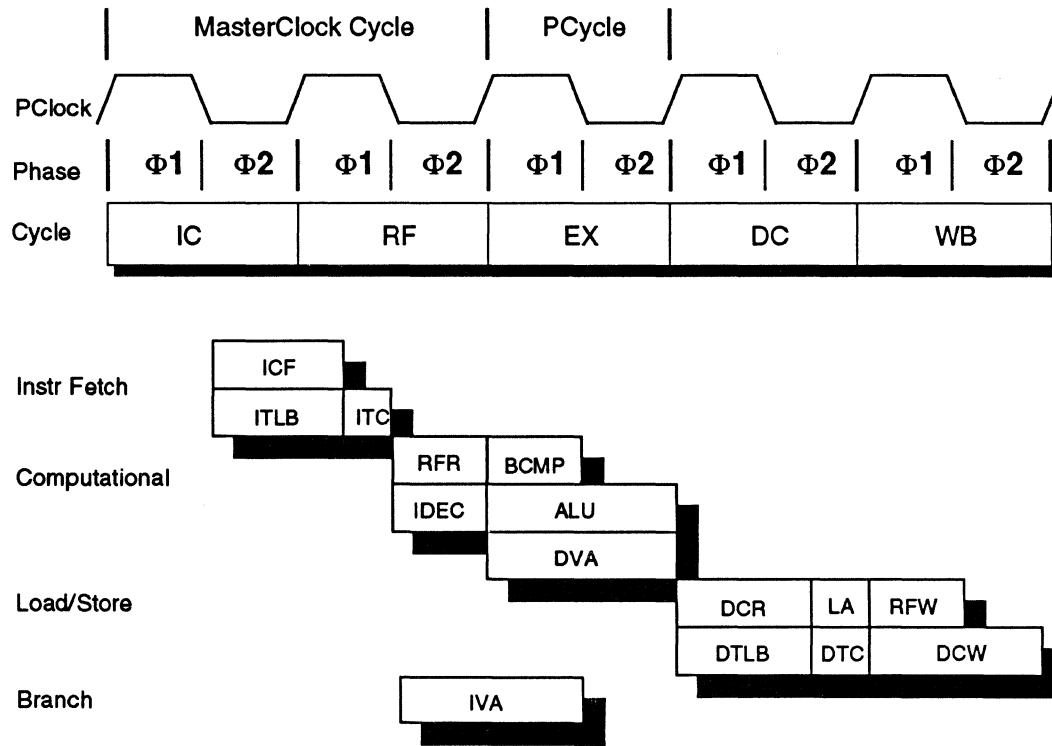 MasterClock Cycle PCycle
PClock
Phase Φ1 Φ2 Φ1 Φ2 Φ1 Φ2 Φ1 Φ2 Φ1 Φ2
Cycle IC RF EX DC WB
Instr Fetch ICF
ITLB ITC
Computational RFR BCMP
IDEC ALU
DVA
Load/Store DCR LA RFW
DTLB DTC DCW
Branch IVA